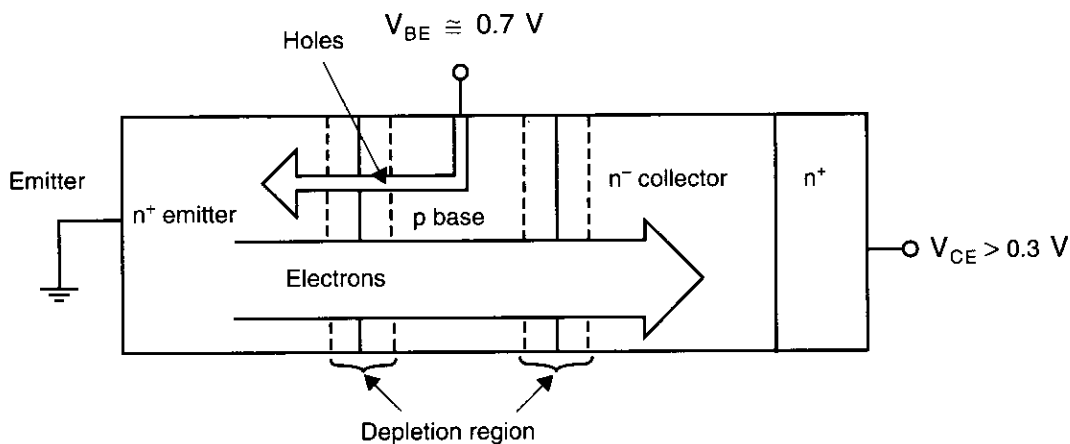 V_BE ≅ 0.7 V
Holes
Emitter
n⁺ emitter
p base
n⁻ collector
n⁺
V_CE > 0.3 V
Electrons
Depletion region